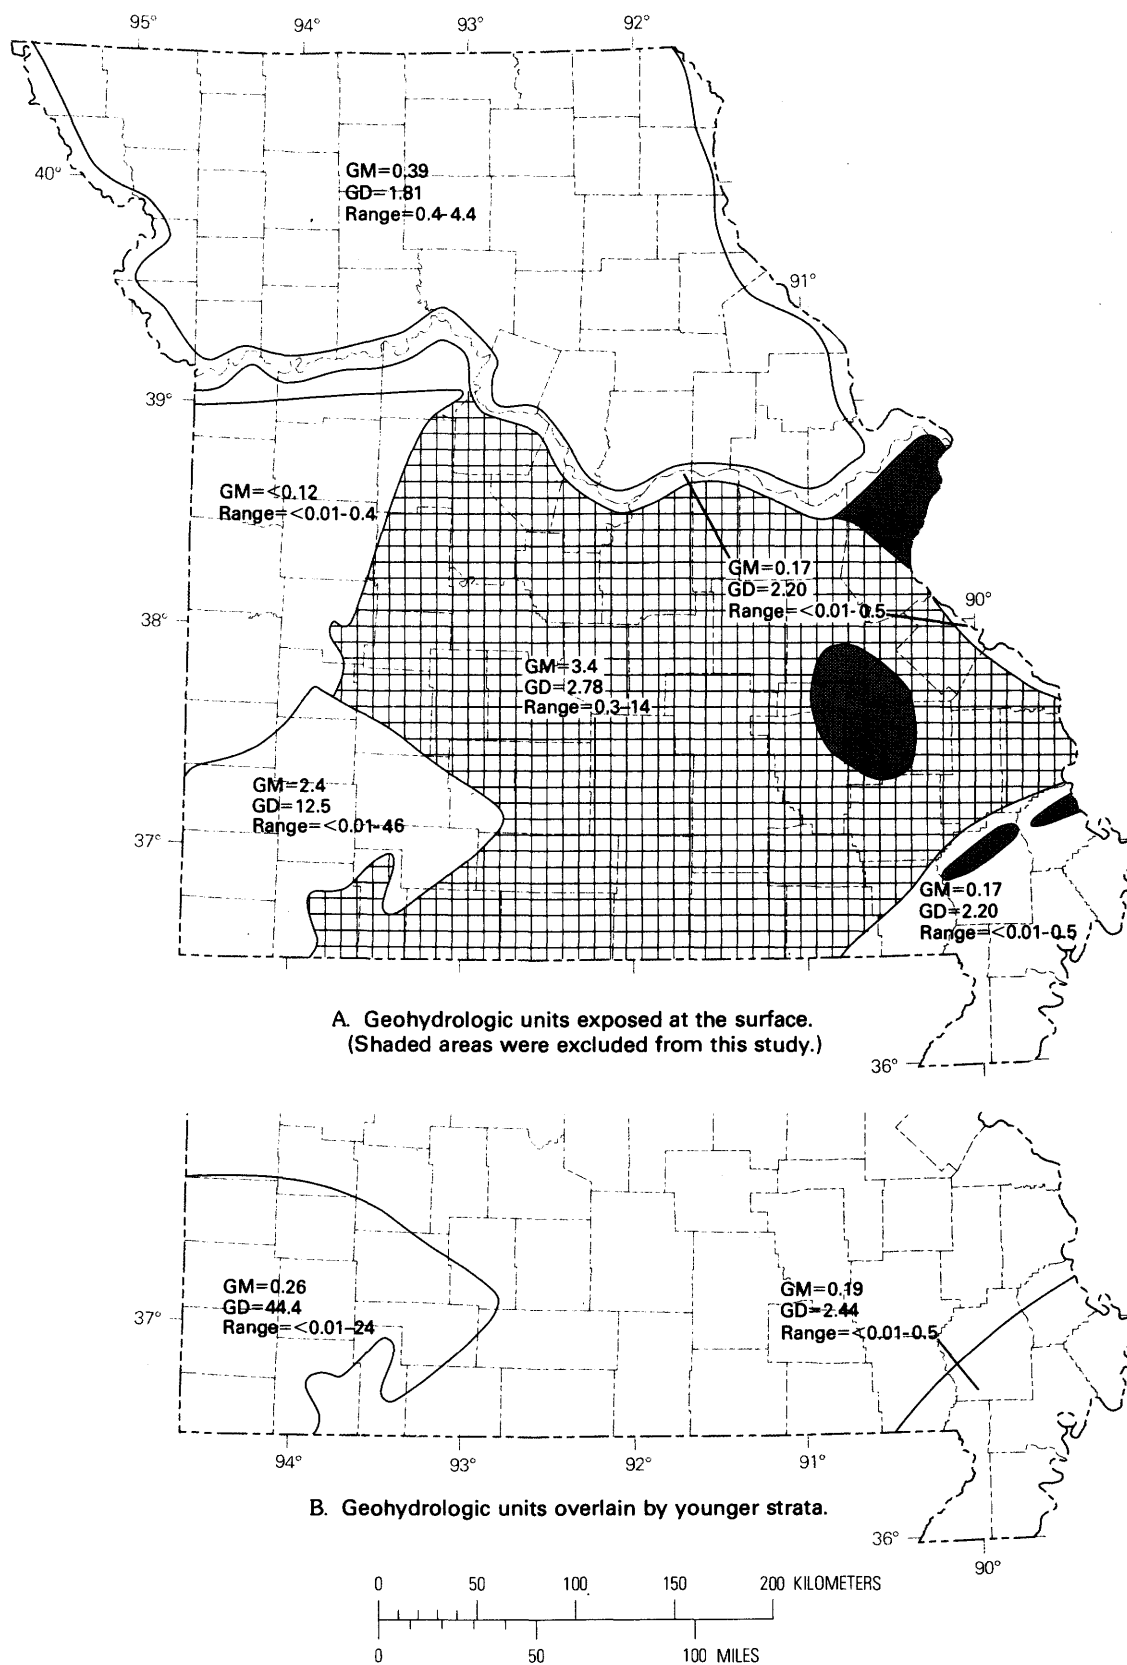 95° 94° 93° 92°
40°
GM=0.39
GD=1.81
Range=0.4-4.4
91°
39°
GM=<0.12
Range=<0.01-0.4
GM=0.17
GD=2.20
Range=<0.01-0.5
90°
38°
GM=3.4
GD=2.78
Range=0.3-14
GM=2.4
GD=12.5
Range=<0.01-46
37°
GM=0.17
GD=2.20
Range=<0.01-0.5
A. Geohydrologic units exposed at the surface.
(Shaded areas were excluded from this study.)
36°
GM=0.26
GD=44.4
Range=<0.01-24
GM=0.19
GD=2.44
Range=<0.01-0.5
37°
94° 93° 92° 91°
B. Geohydrologic units overlain by younger strata.
36°
90°
0 50 100 150 200 KILOMETERS
0 50 100 MILES